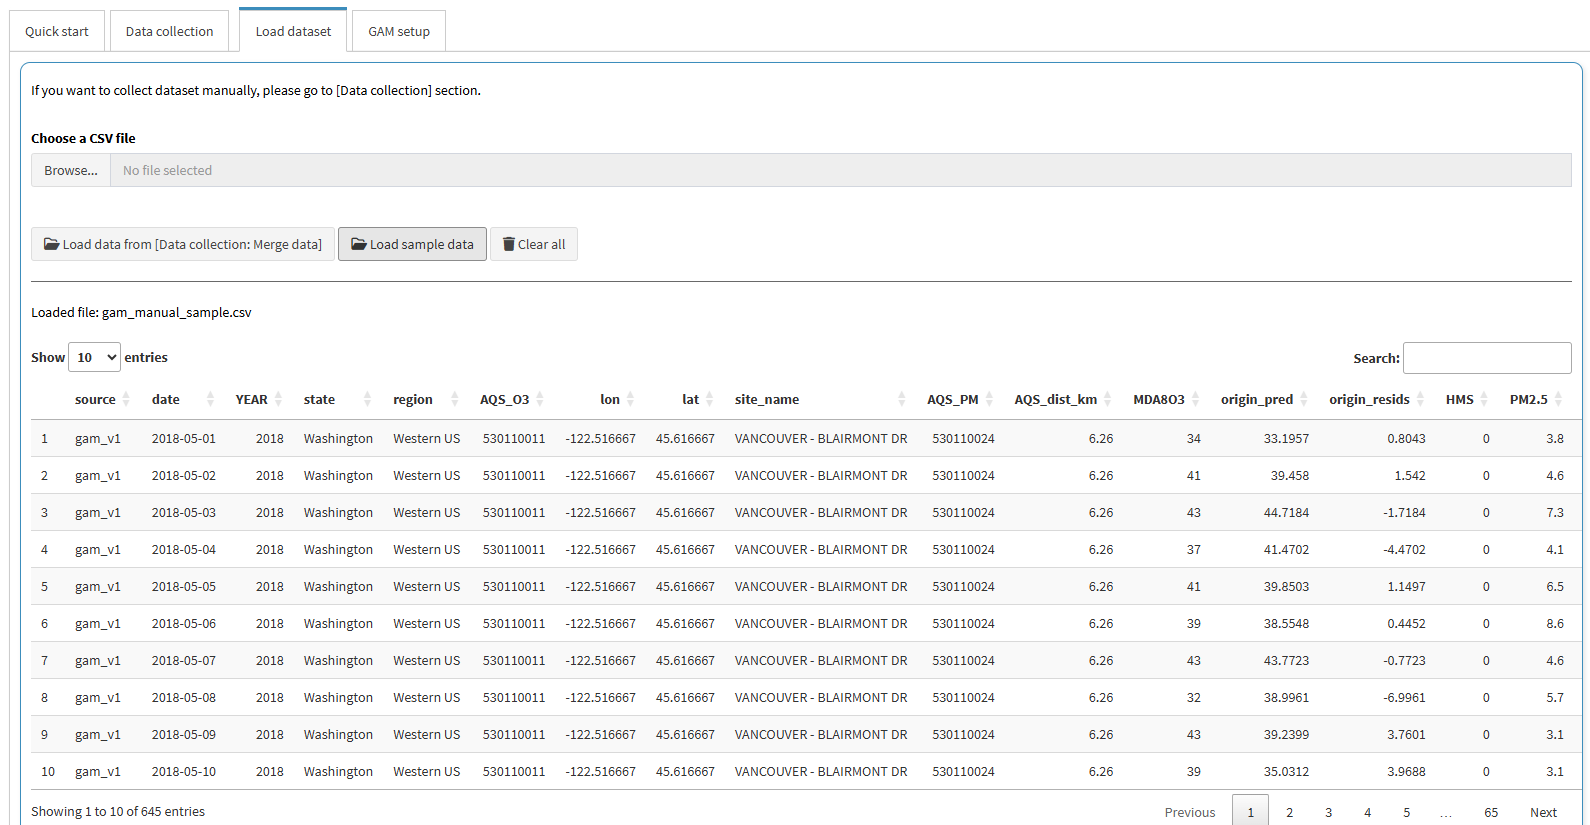 Quick start Data collection Load dataset GAM setup
If you want to collect dataset manually, please go to [Data collection] section.
Choose a CSV file
Browse... No file selected
Load data from [Data collection: Merge data] Load sample data Clear all
Loaded file: gam_manual_sample.csv
Show 10 entries Search:
source date YEAR state region AQS_O3 lon lat site_name AQS_PM AQS_dist_km MDA8O3 origin_pred origin_resids HMS PM2.5
1 gam_v1 2018-05-01 2018 Washington Western US 530110011 -122.516667 45.616667 VANCOUVER - BLAIRMONT DR 530110024 6.26 34 33.1957 0.8043 0 3.8
2 gam_v1 2018-05-02 2018 Washington Western US 530110011 -122.516667 45.616667 VANCOUVER - BLAIRMONT DR 530110024 6.26 41 39.458 1.542 0 4.6
3 gam_v1 2018-05-03 2018 Washington Western US 530110011 -122.516667 45.616667 VANCOUVER - BLAIRMONT DR 530110024 6.26 43 44.7184 -1.7184 0 7.3
4 gam_v1 2018-05-04 2018 Washington Western US 530110011 -122.516667 45.616667 VANCOUVER - BLAIRMONT DR 530110024 6.26 37 41.4702 -4.4702 0 4.1
5 gam_v1 2018-05-05 2018 Washington Western US 530110011 -122.516667 45.616667 VANCOUVER - BLAIRMONT DR 530110024 6.26 41 39.8503 1.1497 0 6.5
6 gam_v1 2018-05-06 2018 Washington Western US 530110011 -122.516667 45.616667 VANCOUVER - BLAIRMONT DR 530110024 6.26 39 38.5548 0.4452 0 8.6
7 gam_v1 2018-05-07 2018 Washington Western US 530110011 -122.516667 45.616667 VANCOUVER - BLAIRMONT DR 530110024 6.26 43 43.7723 -0.7723 0 4.6
8 gam_v1 2018-05-08 2018 Washington Western US 530110011 -122.516667 45.616667 VANCOUVER - BLAIRMONT DR 530110024 6.26 32 38.9961 -6.9961 0 5.7
9 gam_v1 2018-05-09 2018 Washington Western US 530110011 -122.516667 45.616667 VANCOUVER - BLAIRMONT DR 530110024 6.26 43 39.2399 3.7601 0 3.1
10 gam_v1 2018-05-10 2018 Washington Western US 530110011 -122.516667 45.616667 VANCOUVER - BLAIRMONT DR 530110024 6.26 39 35.0312 3.9688 0 3.1
Showing 1 to 10 of 645 entries Previous 1 2 3 4 5 … 65 Next